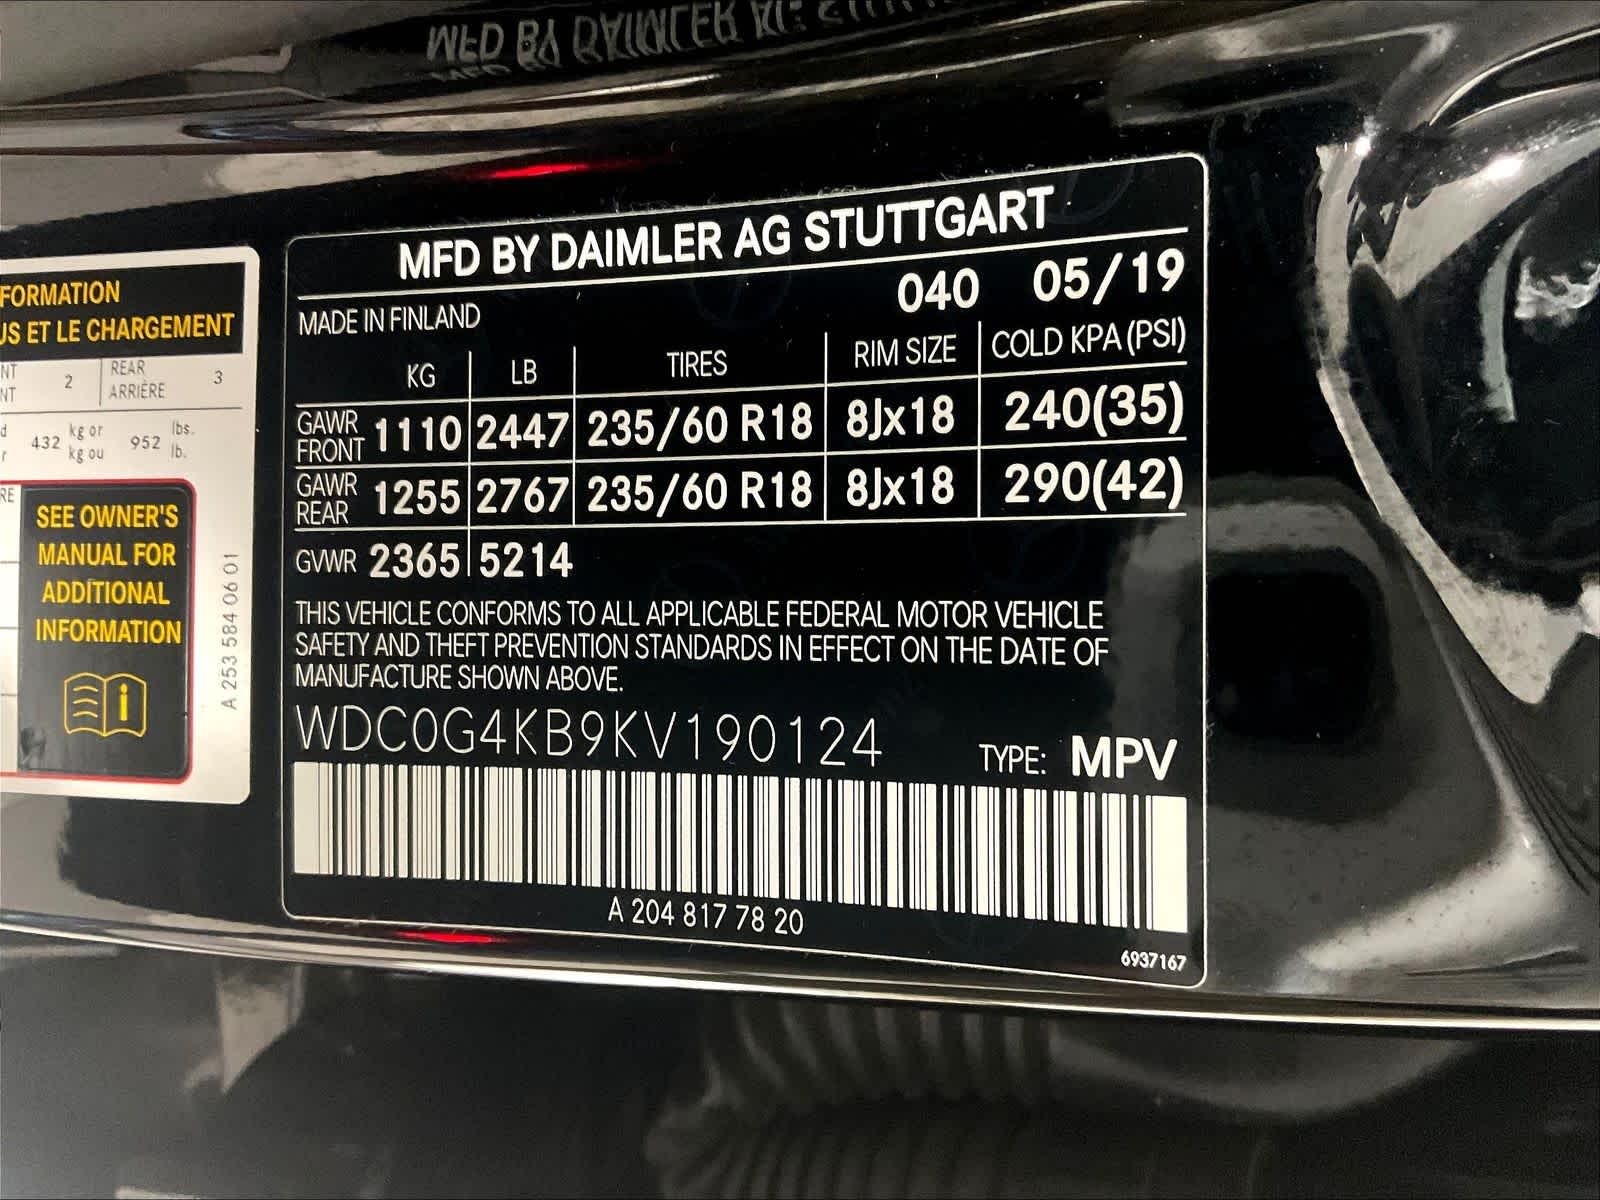 MFD BY DAIMLER AG STUTTGART
MADE IN FINLAND 040 05/19
KG LB TIRES RIM SIZE COLD KPA (PSI)
GAWR FRONT 1110 2447 235/60 R18 8Jx18 240(35)
GAWR REAR 1255 2767 235/60 R18 8Jx18 290(42)
GVWR 2365 5214
THIS VEHICLE CONFORMS TO ALL APPLICABLE FEDERAL MOTOR VEHICLE
SAFETY AND THEFT PREVENTION STANDARDS IN EFFECT ON THE DATE OF
MANUFACTURE SHOWN ABOVE.
WDC0G4KB9KV190124 TYPE: MPV
A 204 817 78 20
6937167
FORMATION
US ET LE CHARGEMENT
NT 2 REAR 3
NT ARRIÈRE
d 432 kg or 952 lbs.
r kg ou lb.
RE
SEE OWNER'S
MANUAL FOR
ADDITIONAL
INFORMATION
i
A 253 584 06 01